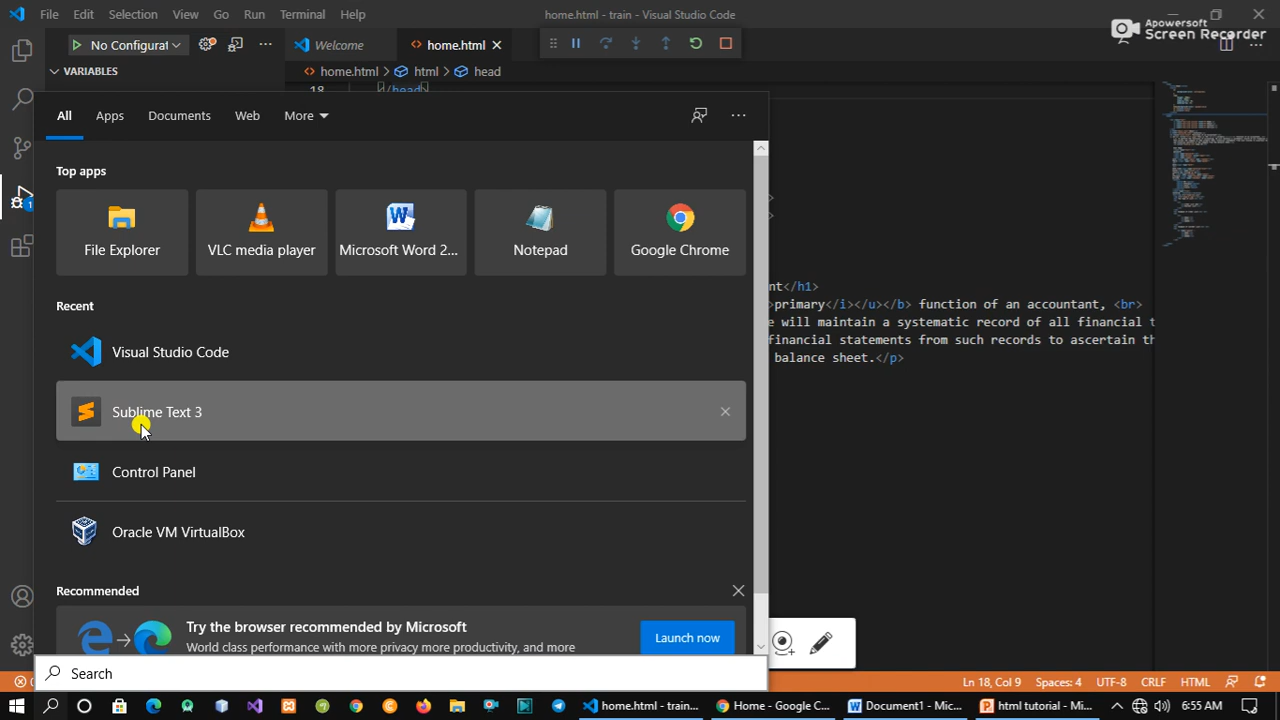 File Edit Selection View Go Run Terminal Help
home.html - train - Visual Studio Code
Apowersoft
Screen Recorder
No Configurat
Welcome
home.html
VARIABLES
home.html > html > head
18 </head>
All Apps Documents Web More
Top apps
File Explorer
VLC media player
Microsoft Word 2...
Notepad
Google Chrome
Recent
Visual Studio Code
Sublime Text 3
Control Panel
Oracle VM VirtualBox
Recommended
Try the browser recommended by Microsoft
World class performance with more privacy more productivity, and more
Launch now
Search
>
>
nt</h1>
>primary</i></u></b> function of an accountant, <br>
e will maintain a systematic record of all financial t
financial statements from such records to ascertain th
balance sheet.</p>
1
Ln 18, Col 9 Spaces: 4 UTF-8 CRLF HTML
home.html - train...
Home - Google C...
Document1 - Mic...
html tutorial - Mi...
6:55 AM